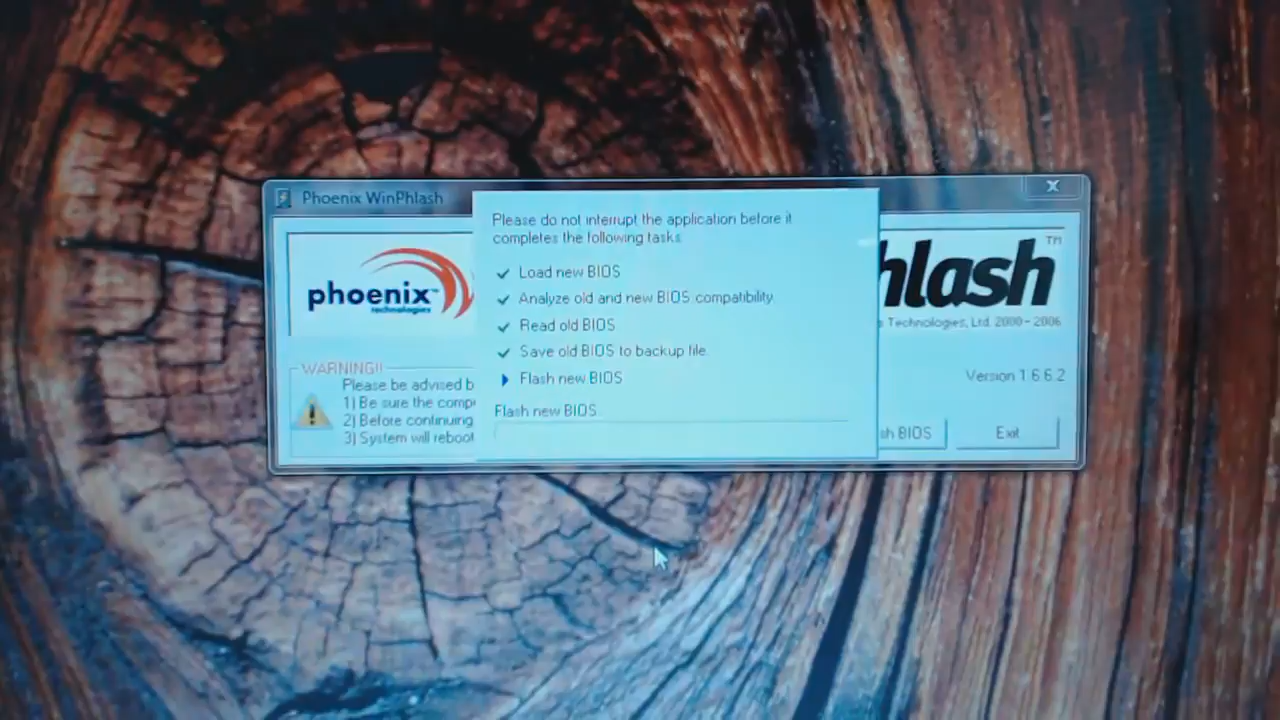 Phoenix WinPhlash
Please do not interrupt the application before it
completes the following tasks
Load new BIOS
Analyze old and new BIOS compatibility
Read old BIOS
Save old BIOS to backup file.
Flash new BIOS
Flash new BIOS
phoenix
technologies
hlash TM
s Technologies, Ltd. 2000-2006
WARNING!!
Please be advised b
1) Be sure the comp
2) Before continuing
3) System will reboot
Version 1.6.6.2
sh BIOS
Exit